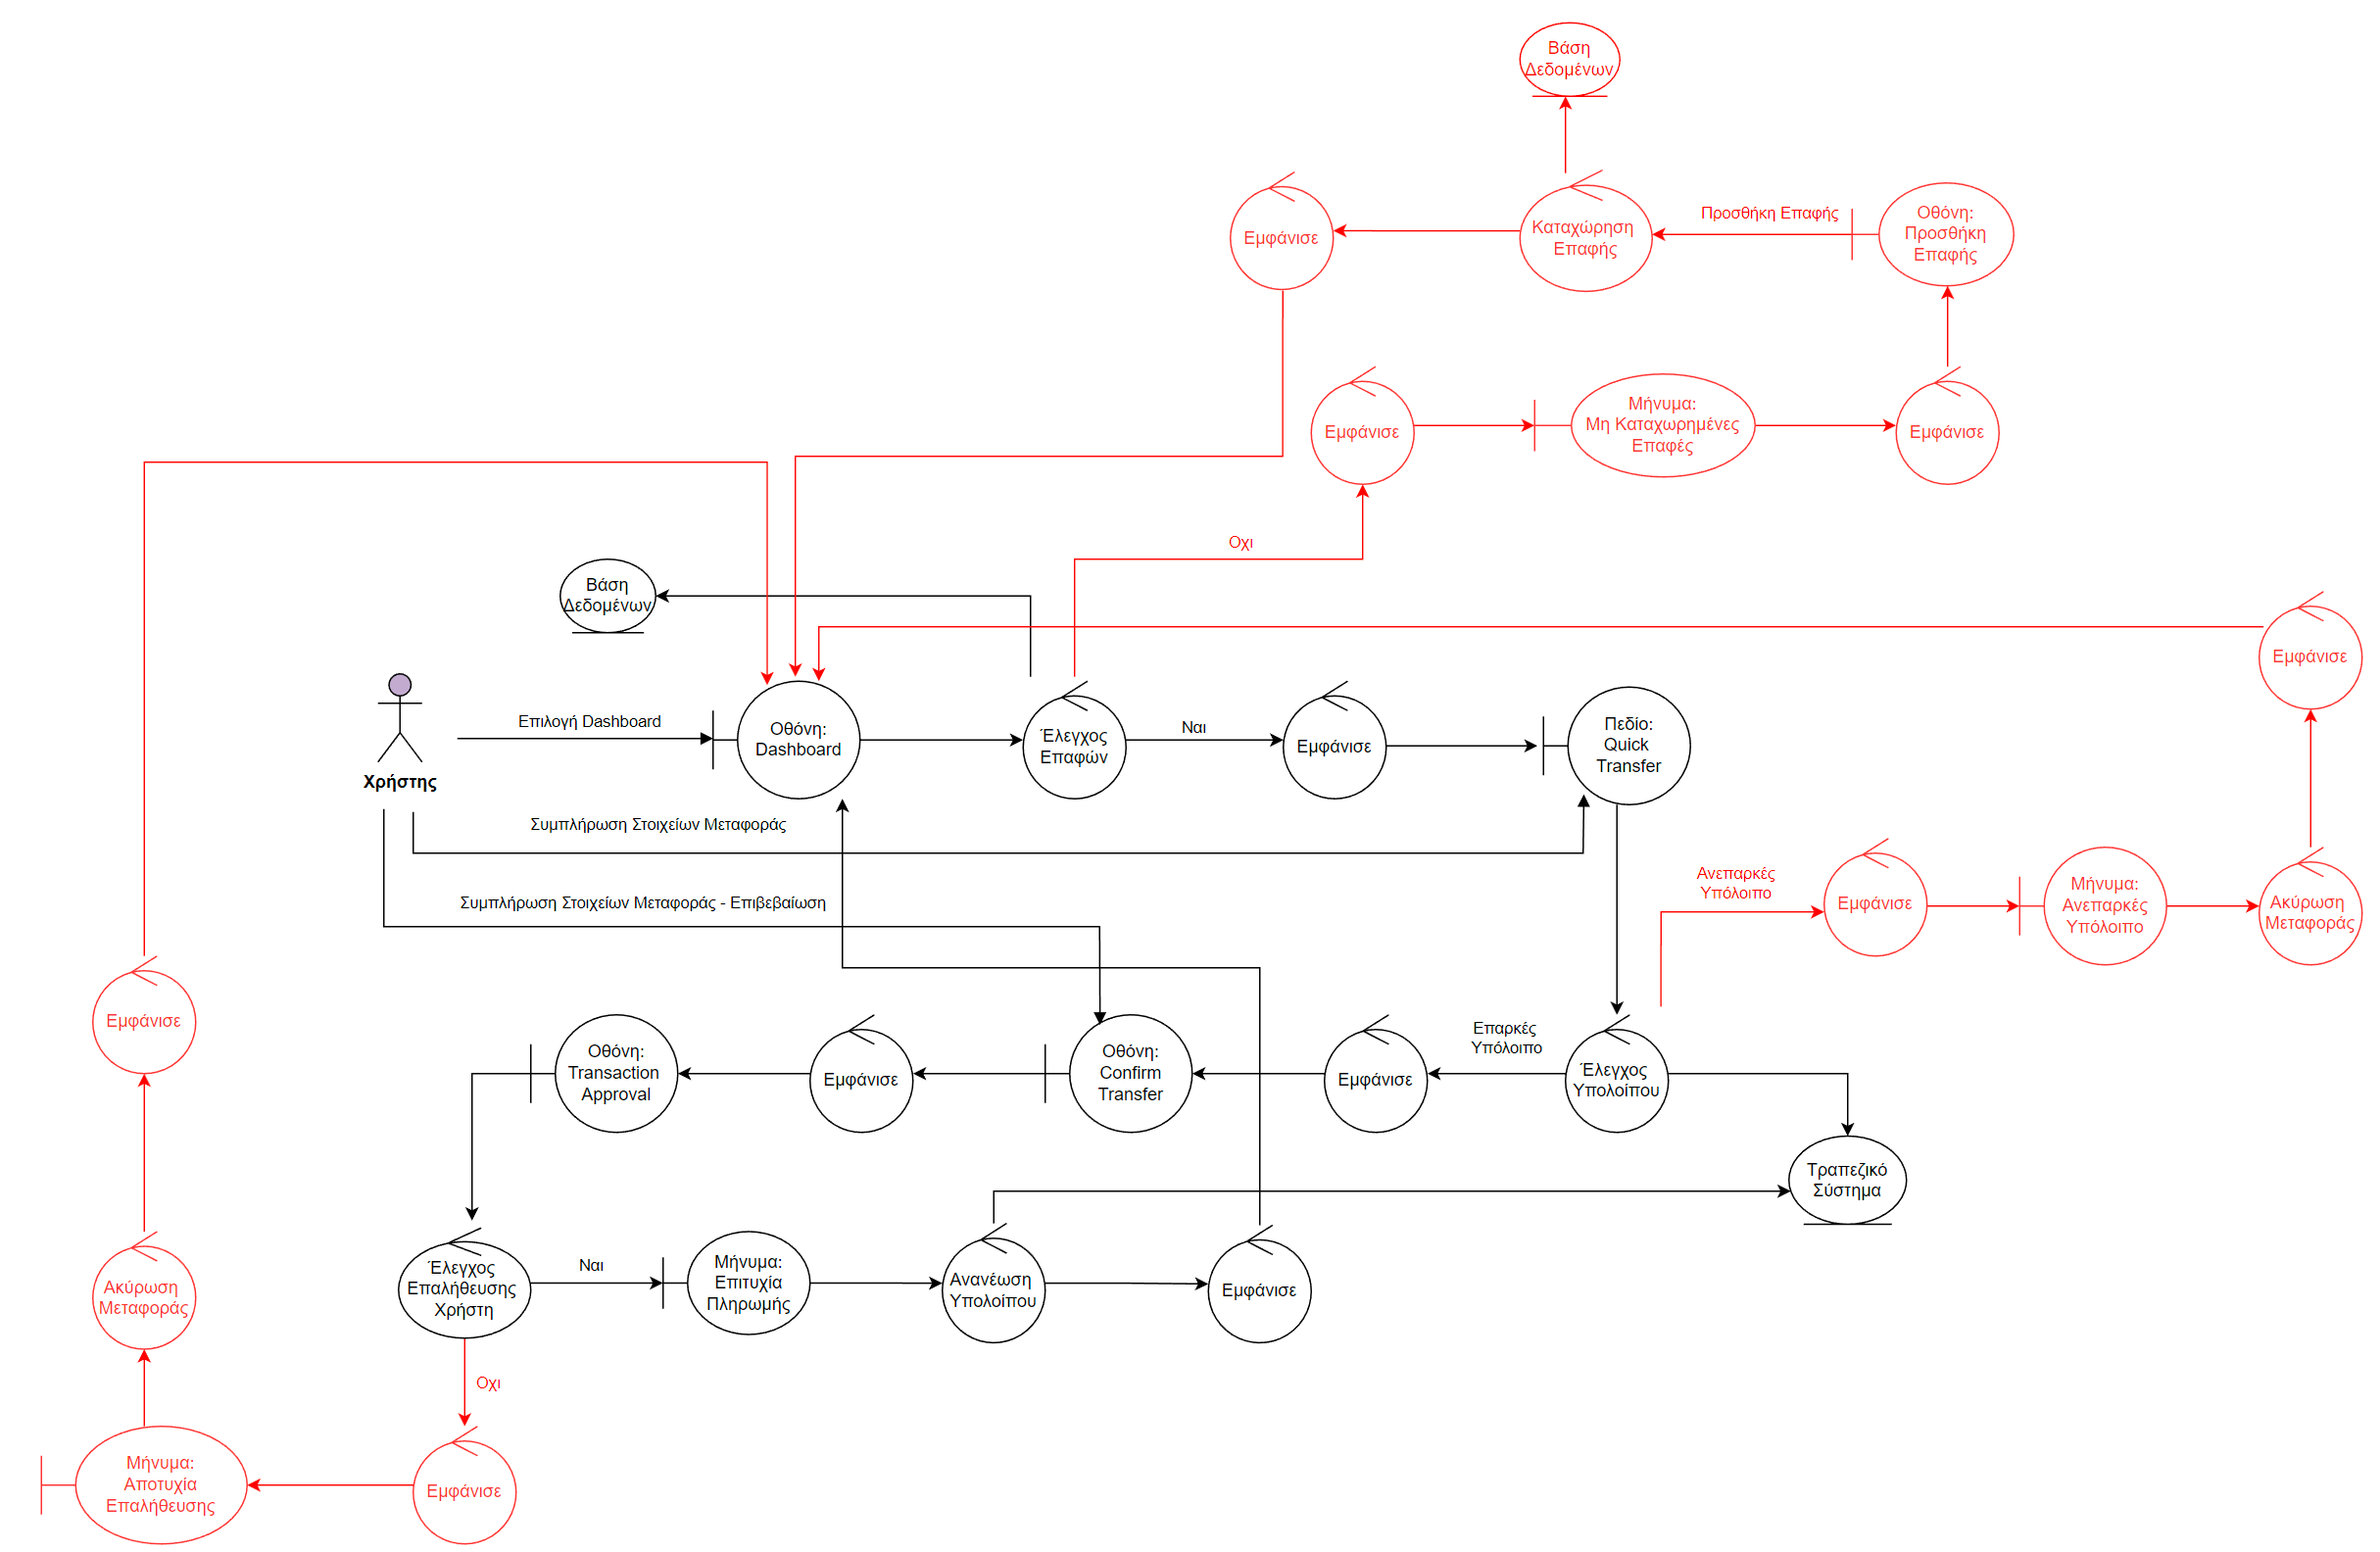 Βάση
Δεδομένων
Εμφάνισε
Καταχώρηση
Επαφής
Προσθήκη Επαφής
Οθόνη:
Προσθήκη
Επαφής
Εμφάνισε
Μήνυμα:
Μη Καταχωρημένες
Επαφές
Εμφάνισε
Οχι
Βάση
Δεδομένων
Εμφάνισε
Χρήστης
Επιλογή Dashboard
Οθόνη:
Dashboard
Έλεγχος
Επαφών
Ναι
Εμφάνισε
Πεδίο:
Quick
Transfer
Συμπλήρωση Στοιχείων Μεταφοράς
Συμπλήρωση Στοιχείων Μεταφοράς - Επιβεβαίωση
Ανεπαρκές
Υπόλοιπο
Εμφάνισε
Μήνυμα:
Ανεπαρκές
Υπόλοιπο
Ακύρωση
Μεταφοράς
Εμφάνισε
Οθόνη:
Transaction
Approval
Εμφάνισε
Οθόνη:
Confirm
Transfer
Εμφάνισε
Επαρκές
Υπόλοιπο
Έλεγχος
Υπολοίπου
Τραπεζικό
Σύστημα
Έλεγχος
Επαλήθευσης
Χρήστη
Ναι
Μήνυμα:
Επιτυχία
Πληρωμής
Ανανέωση
Υπολοίπου
Εμφάνισε
Ακύρωση
Μεταφοράς
Οχι
Μήνυμα:
Αποτυχία
Επαλήθευσης
Εμφάνισε